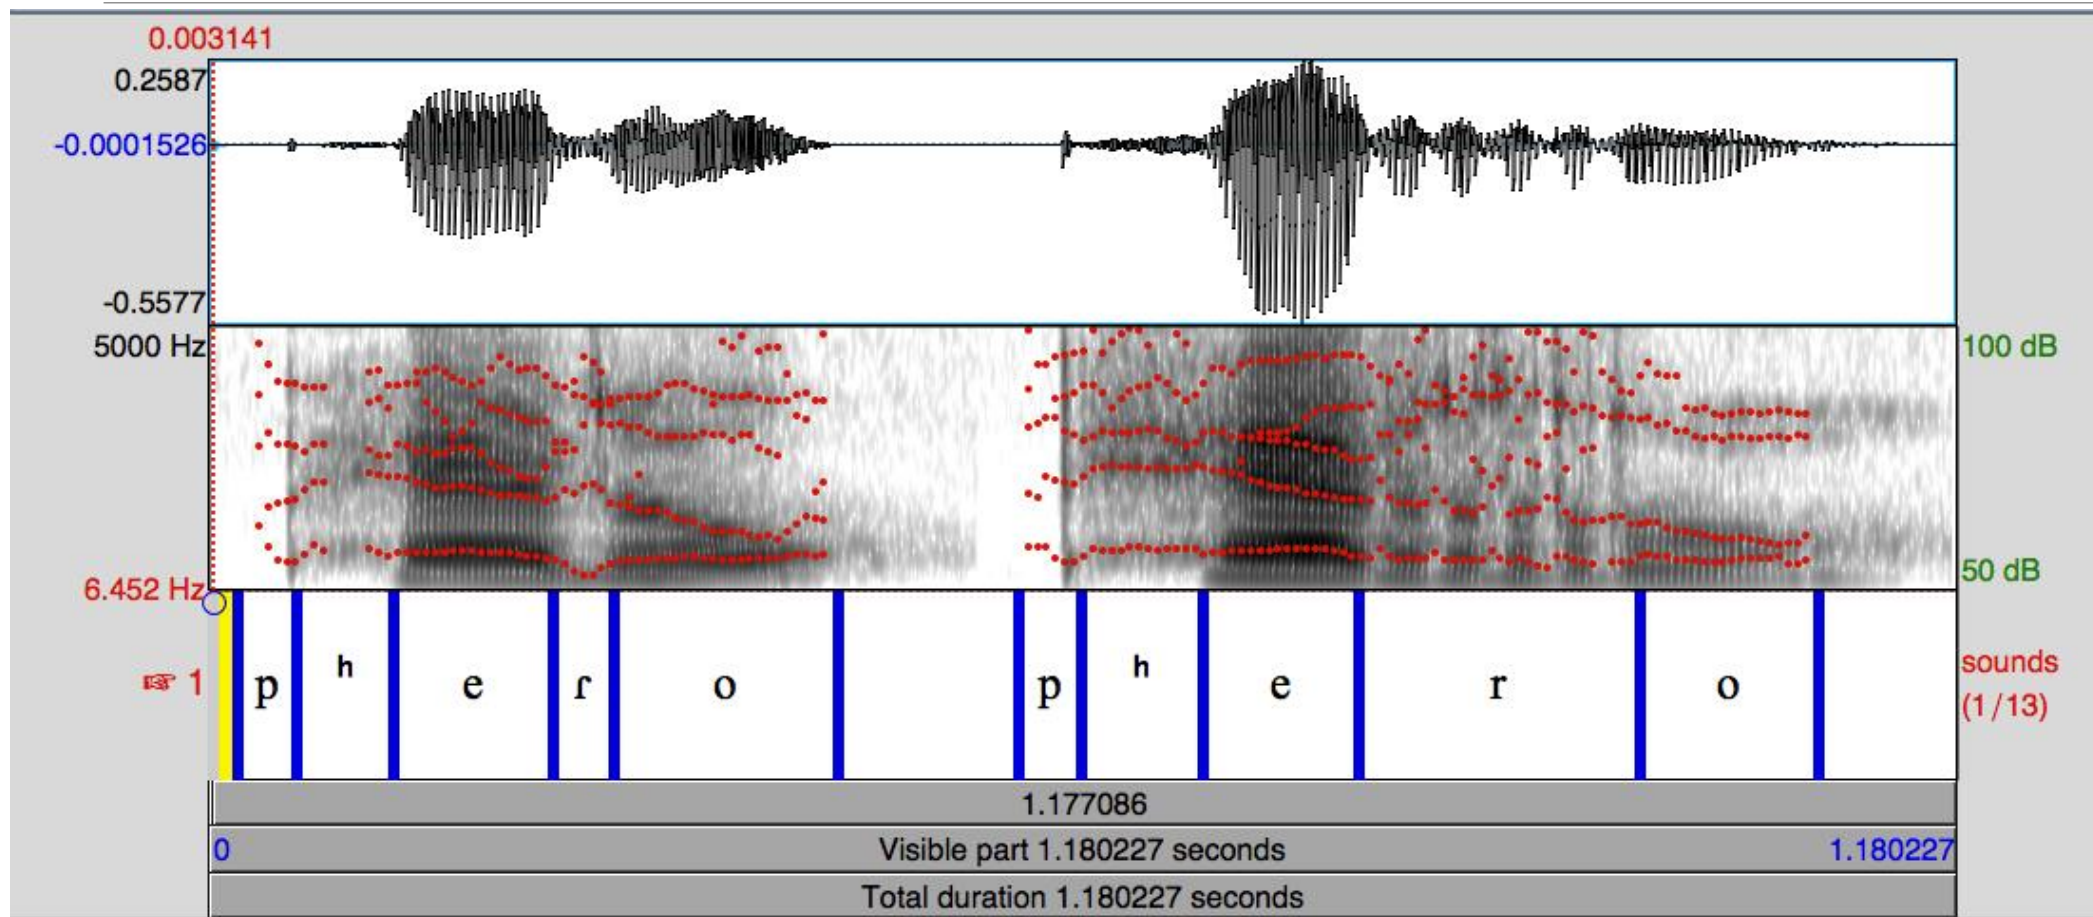 0.003141
0.2587
-0.0001526
-0.5577
5000 Hz 100 dB
6.452 Hz 50 dB
☞ 1 p ʰ e ɾ o p ʰ e r o sounds (1/13)
1.177086
0 Visible part 1.180227 seconds 1.180227
Total duration 1.180227 seconds